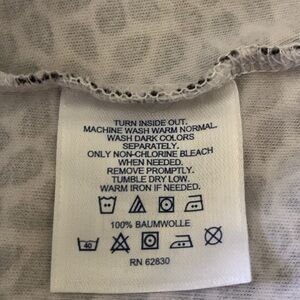 TURN INSIDE OUT.
MACHINE WASH WARM NORMAL.
WASH DARK COLORS
SEPARATELY.
ONLY NON-CHLORINE BLEACH
WHEN NEEDED.
REMOVE PROMPTLY.
TUMBLE DRY LOW.
WARM IRON IF NEEDED.
100% BAUMWOLLE
40
RN 62830